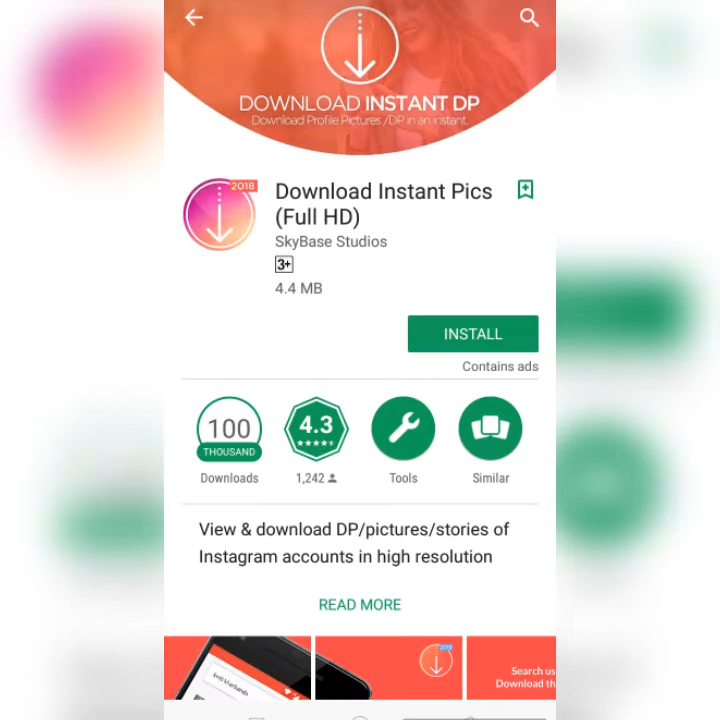 DOWNLOAD INSTANT DP
Download Profile Pictures /DP in an instant.
2018
Download Instant Pics
(Full HD)
SkyBase Studios
3+
4.4 MB
INSTALL
Contains ads
100
THOUSAND
4.3
Downloads
1,242
Tools
Similar
View & download DP/pictures/stories of
Instagram accounts in high resolution
READ MORE
kriti kharbanda
2018
Search us
Download th